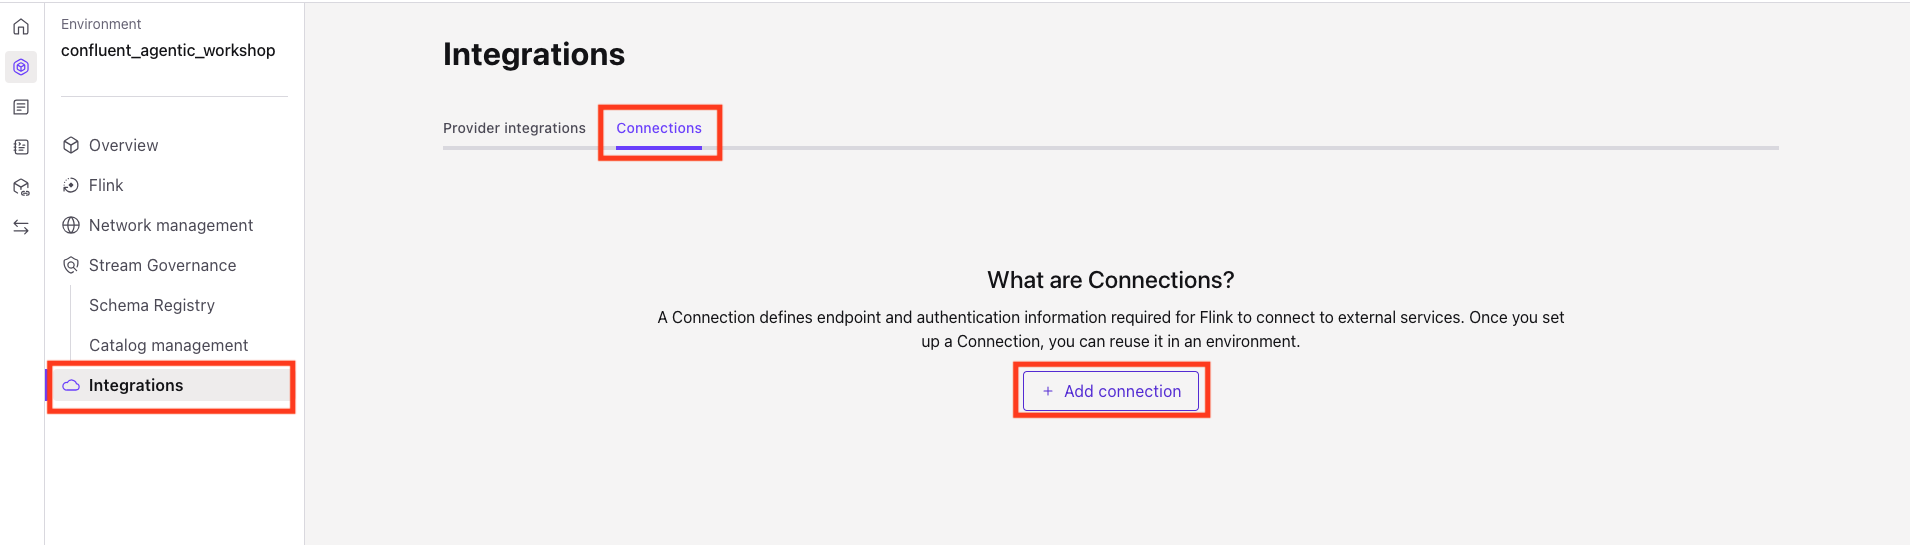 Environment
confluent_agentic_workshop
Overview
Flink
Network management
Stream Governance
Schema Registry
Catalog management
Integrations
Integrations
Provider integrations
Connections
What are Connections?
A Connection defines endpoint and authentication information required for Flink to connect to external services. Once you set
up a Connection, you can reuse it in an environment.
+ Add connection